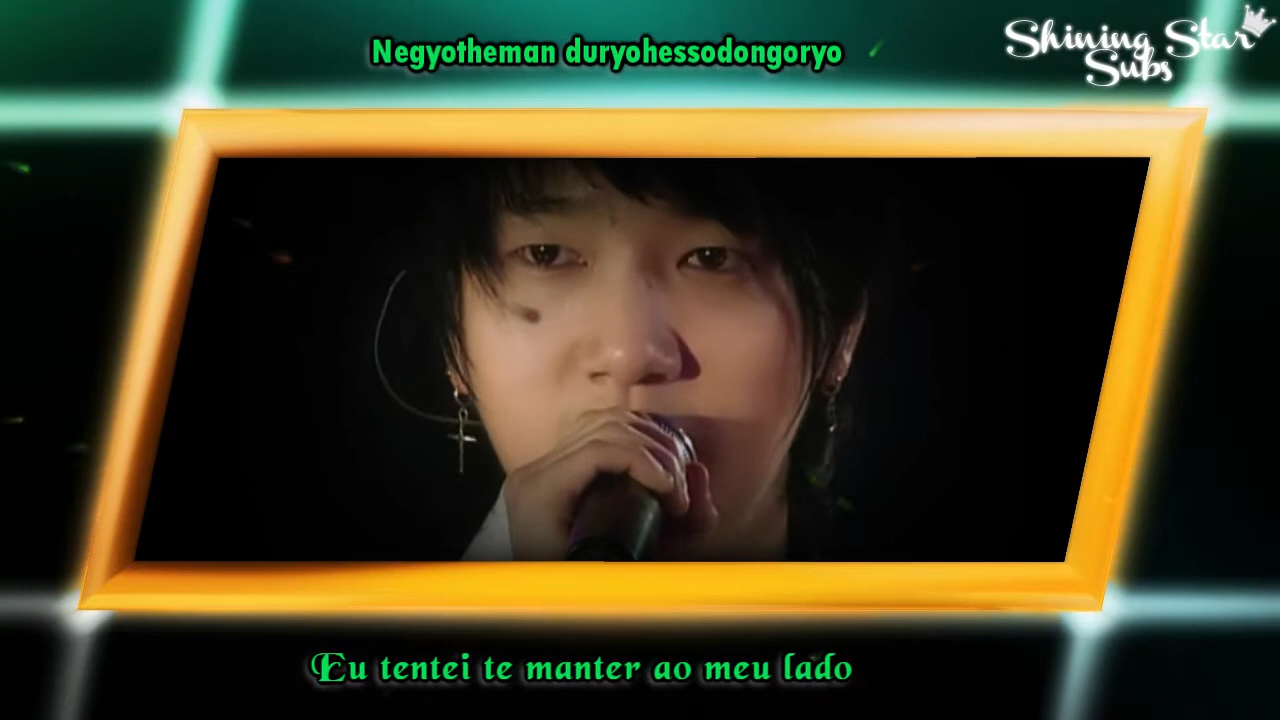 Negyotheman duryohessodongoryo
Shining Star
Subs
Eu tentei te manter ao meu lado